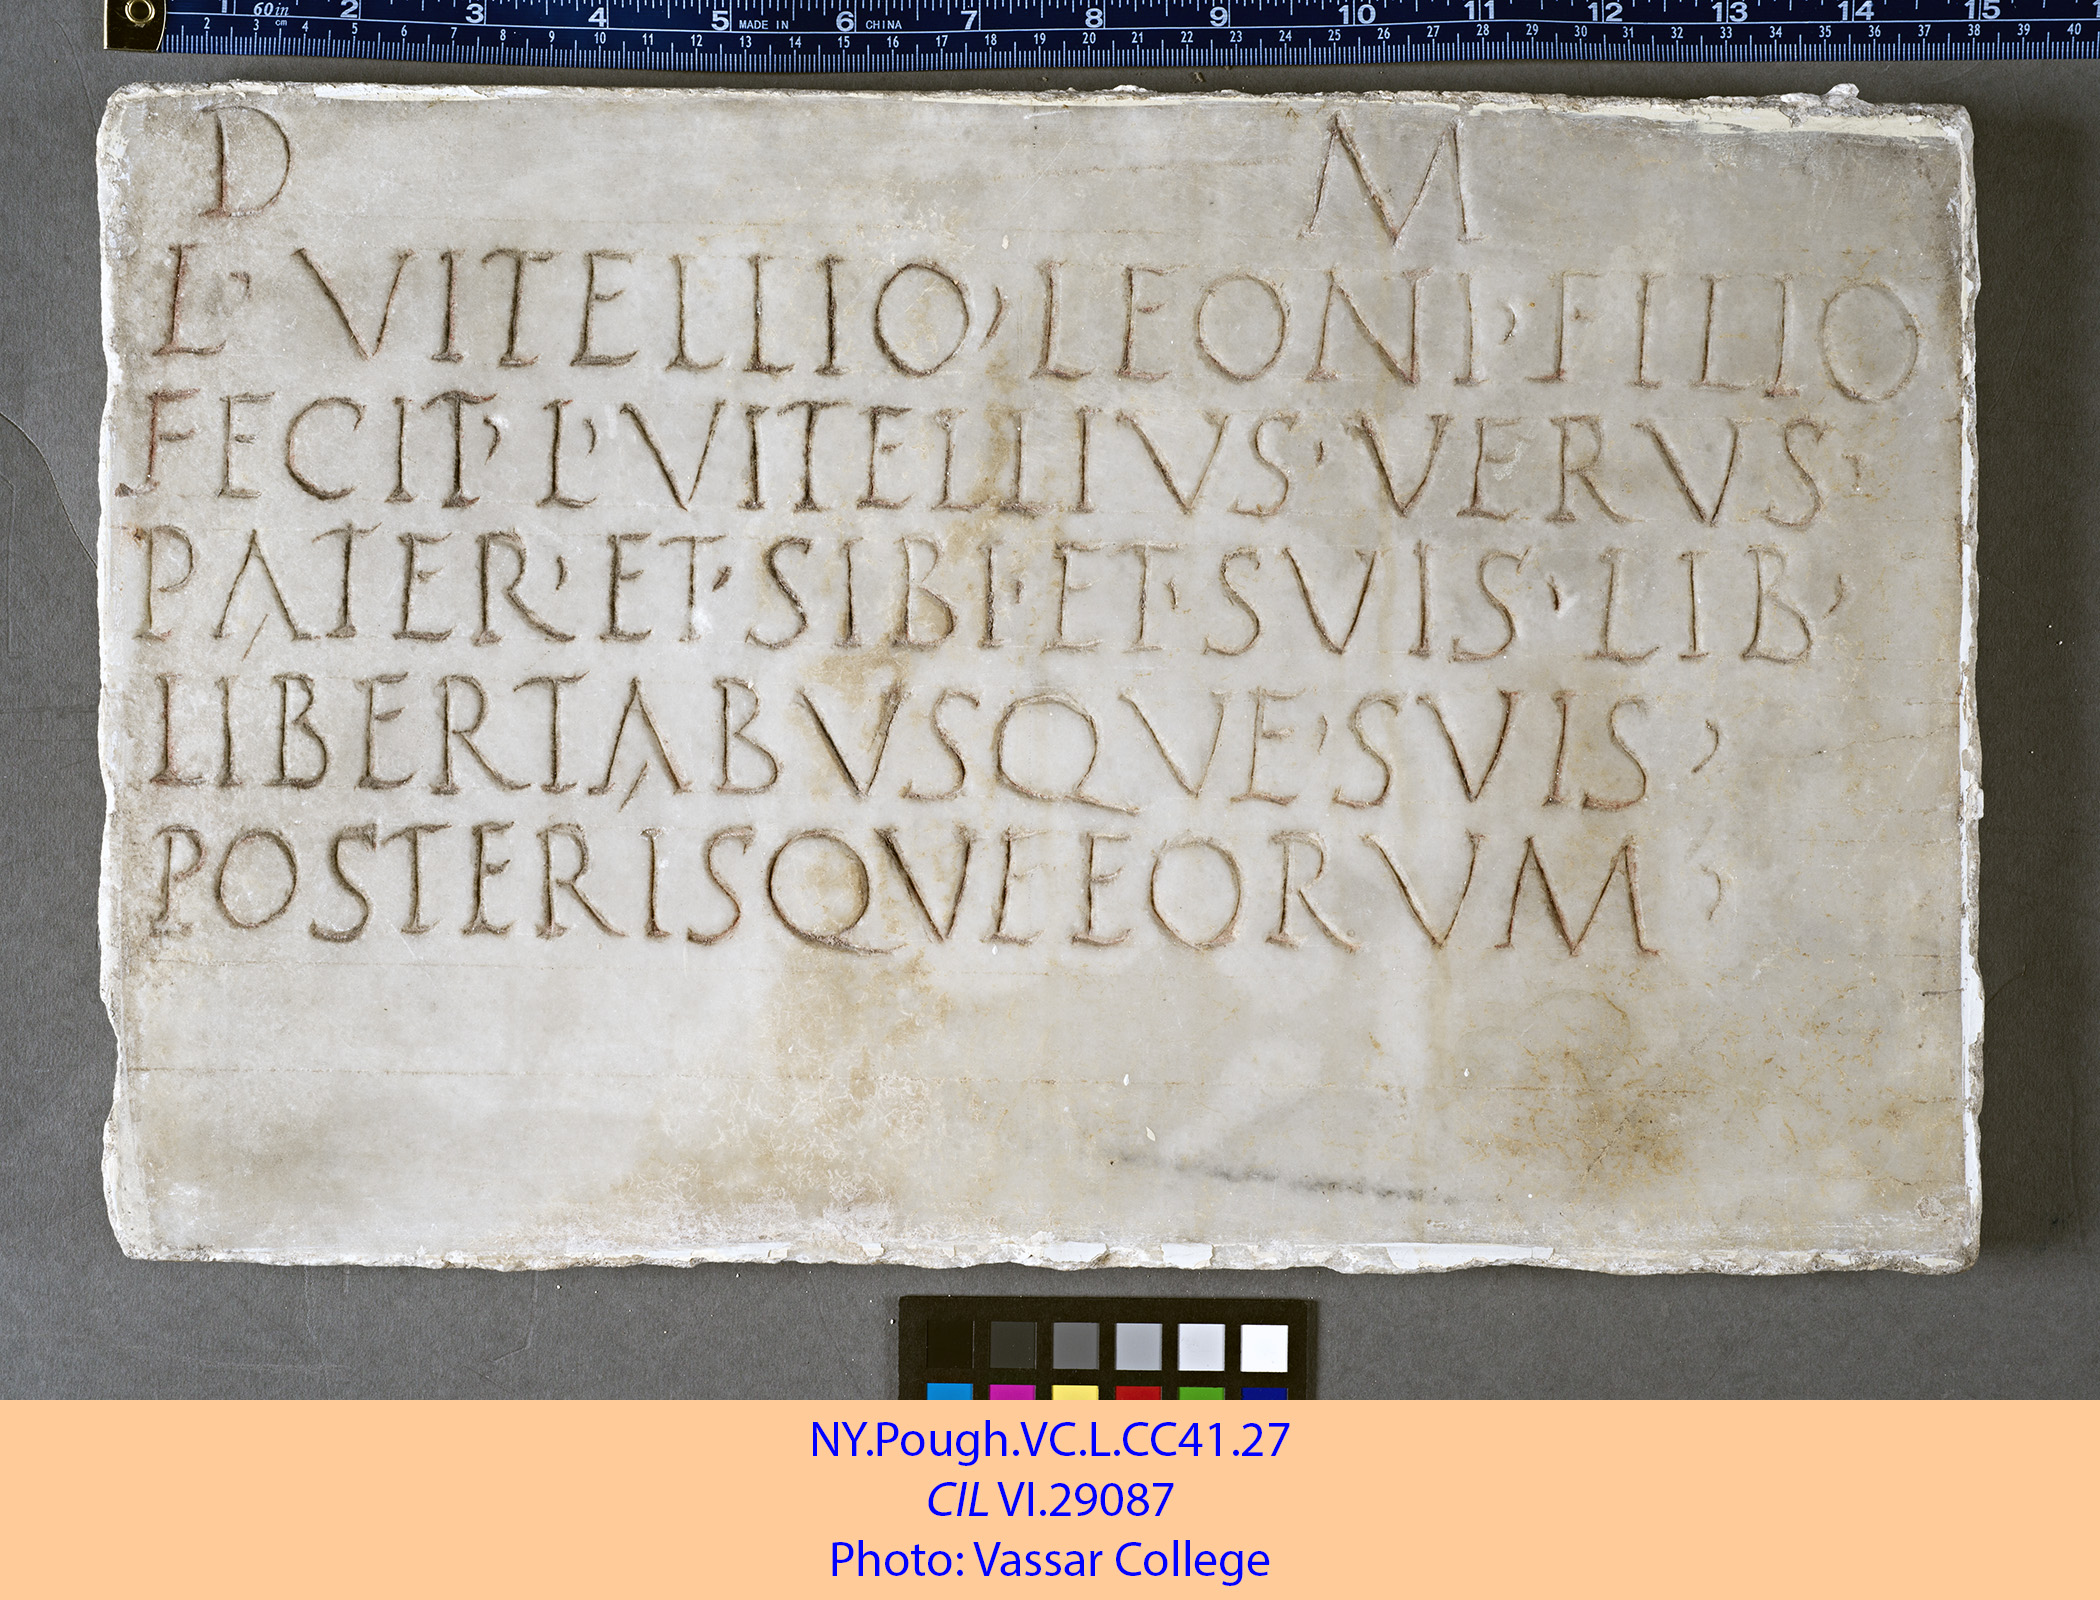 1 2 3 4 5 6 7 8 9 10 11 12 13 14 15
60in cm MADE IN CHINA
2 3 4 5 6 7 8 9 10 11 12 13 14 15 16 17 18 19 20 21 22 23 24 25 26 27 28 29 30 31 32 33 34 35 36 37 38 39 40
D M
L’VITELLIO’LEONI’FILIO
FECIT’L’VITELLIVS’VERVS’
PATER’ET’SIBI’ET’SVIS’LIB’
LIBERTABVSQVE’SVIS’
POSTERISQVEEORVM’
NY.Pough.VC.L.CC41.27
CIL VI.29087
Photo: Vassar College